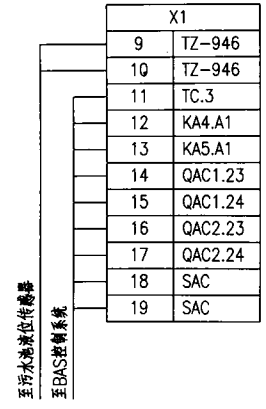 X1
9 TZ-946
10 TZ-946
11 TC.3
12 KA4.A1
13 KA5.A1
14 QAC1.23
15 QAC1.24
16 QAC2.23
17 QAC2.24
18 SAC
19 SAC
至污水池液位传感器
至BAS控制系统